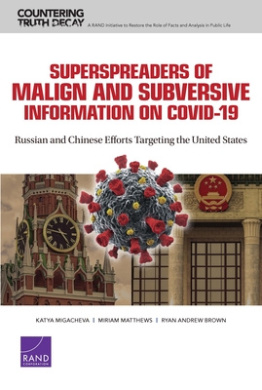 COUNTERING
TRUTH DECAY
A RAND Initiative to Restore the Role of Facts and Analysis in Public Life
SUPERSPREADERS OF
MALIGN AND SUBVERSIVE
INFORMATION ON COVID-19
Russian and Chinese Efforts Targeting the United States
KATYA MIGACHEVA | MIRIAM MATTHEWS | RYAN ANDREW BROWN
RAND
CORPORATION